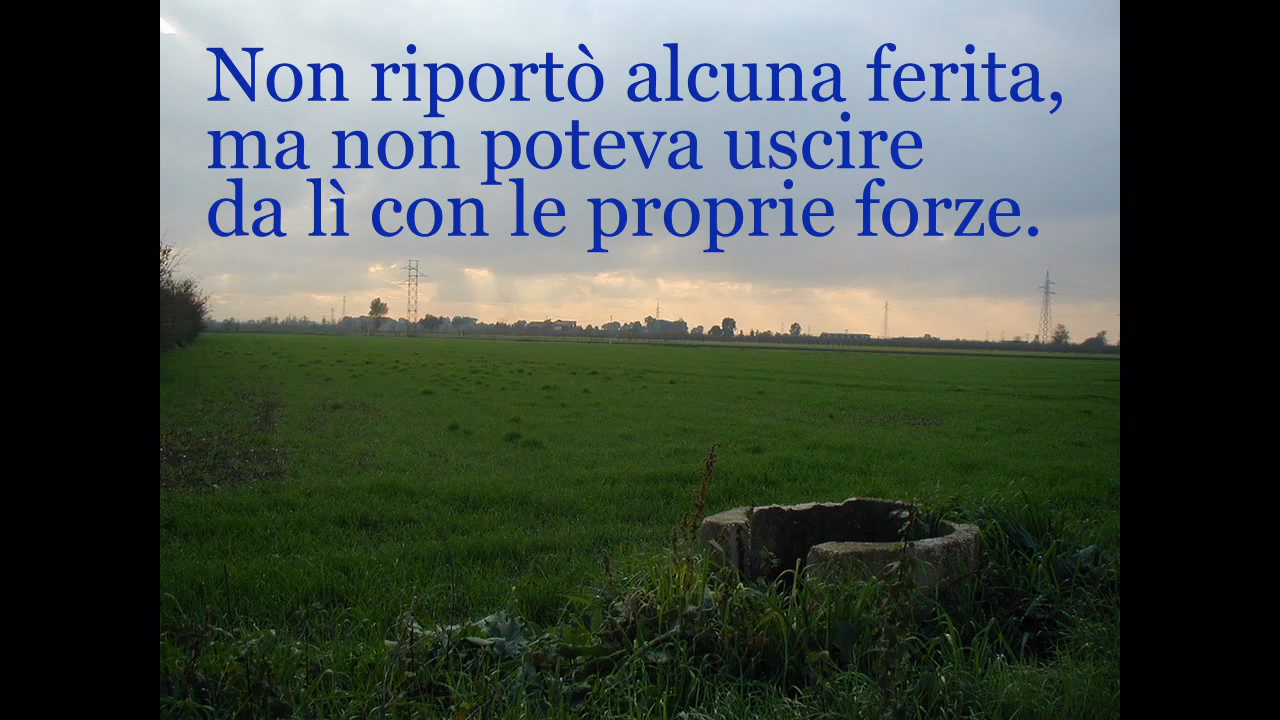 Non riportò alcuna ferita,
ma non poteva uscire
da lì con le proprie forze.